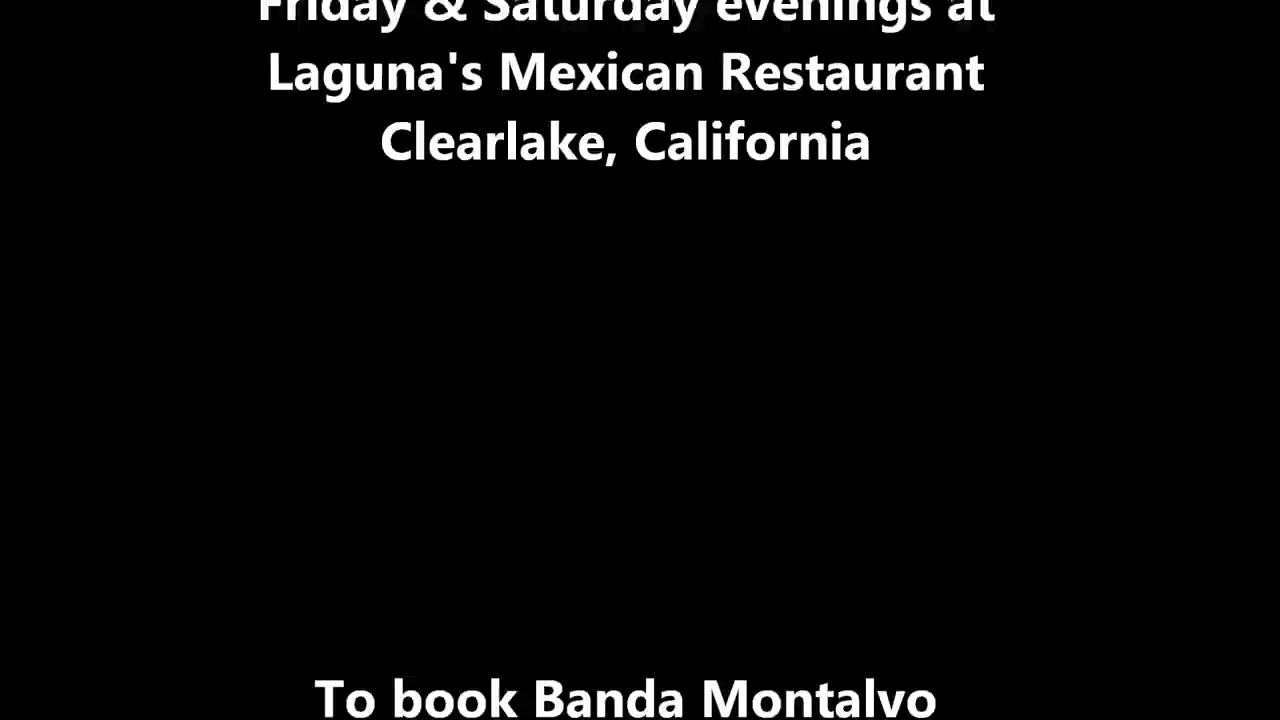 Friday & Saturday evenings at
Laguna's Mexican Restaurant
Clearlake, California
To book Banda Montalvo